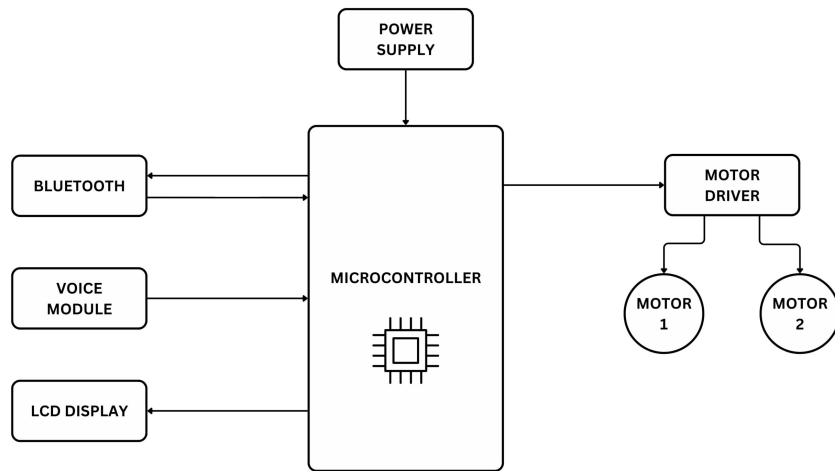 POWER
SUPPLY
BLUETOOTH
MOTOR
DRIVER
VOICE
MODULE
MICROCONTROLLER
MOTOR
1
MOTOR
2
LCD DISPLAY